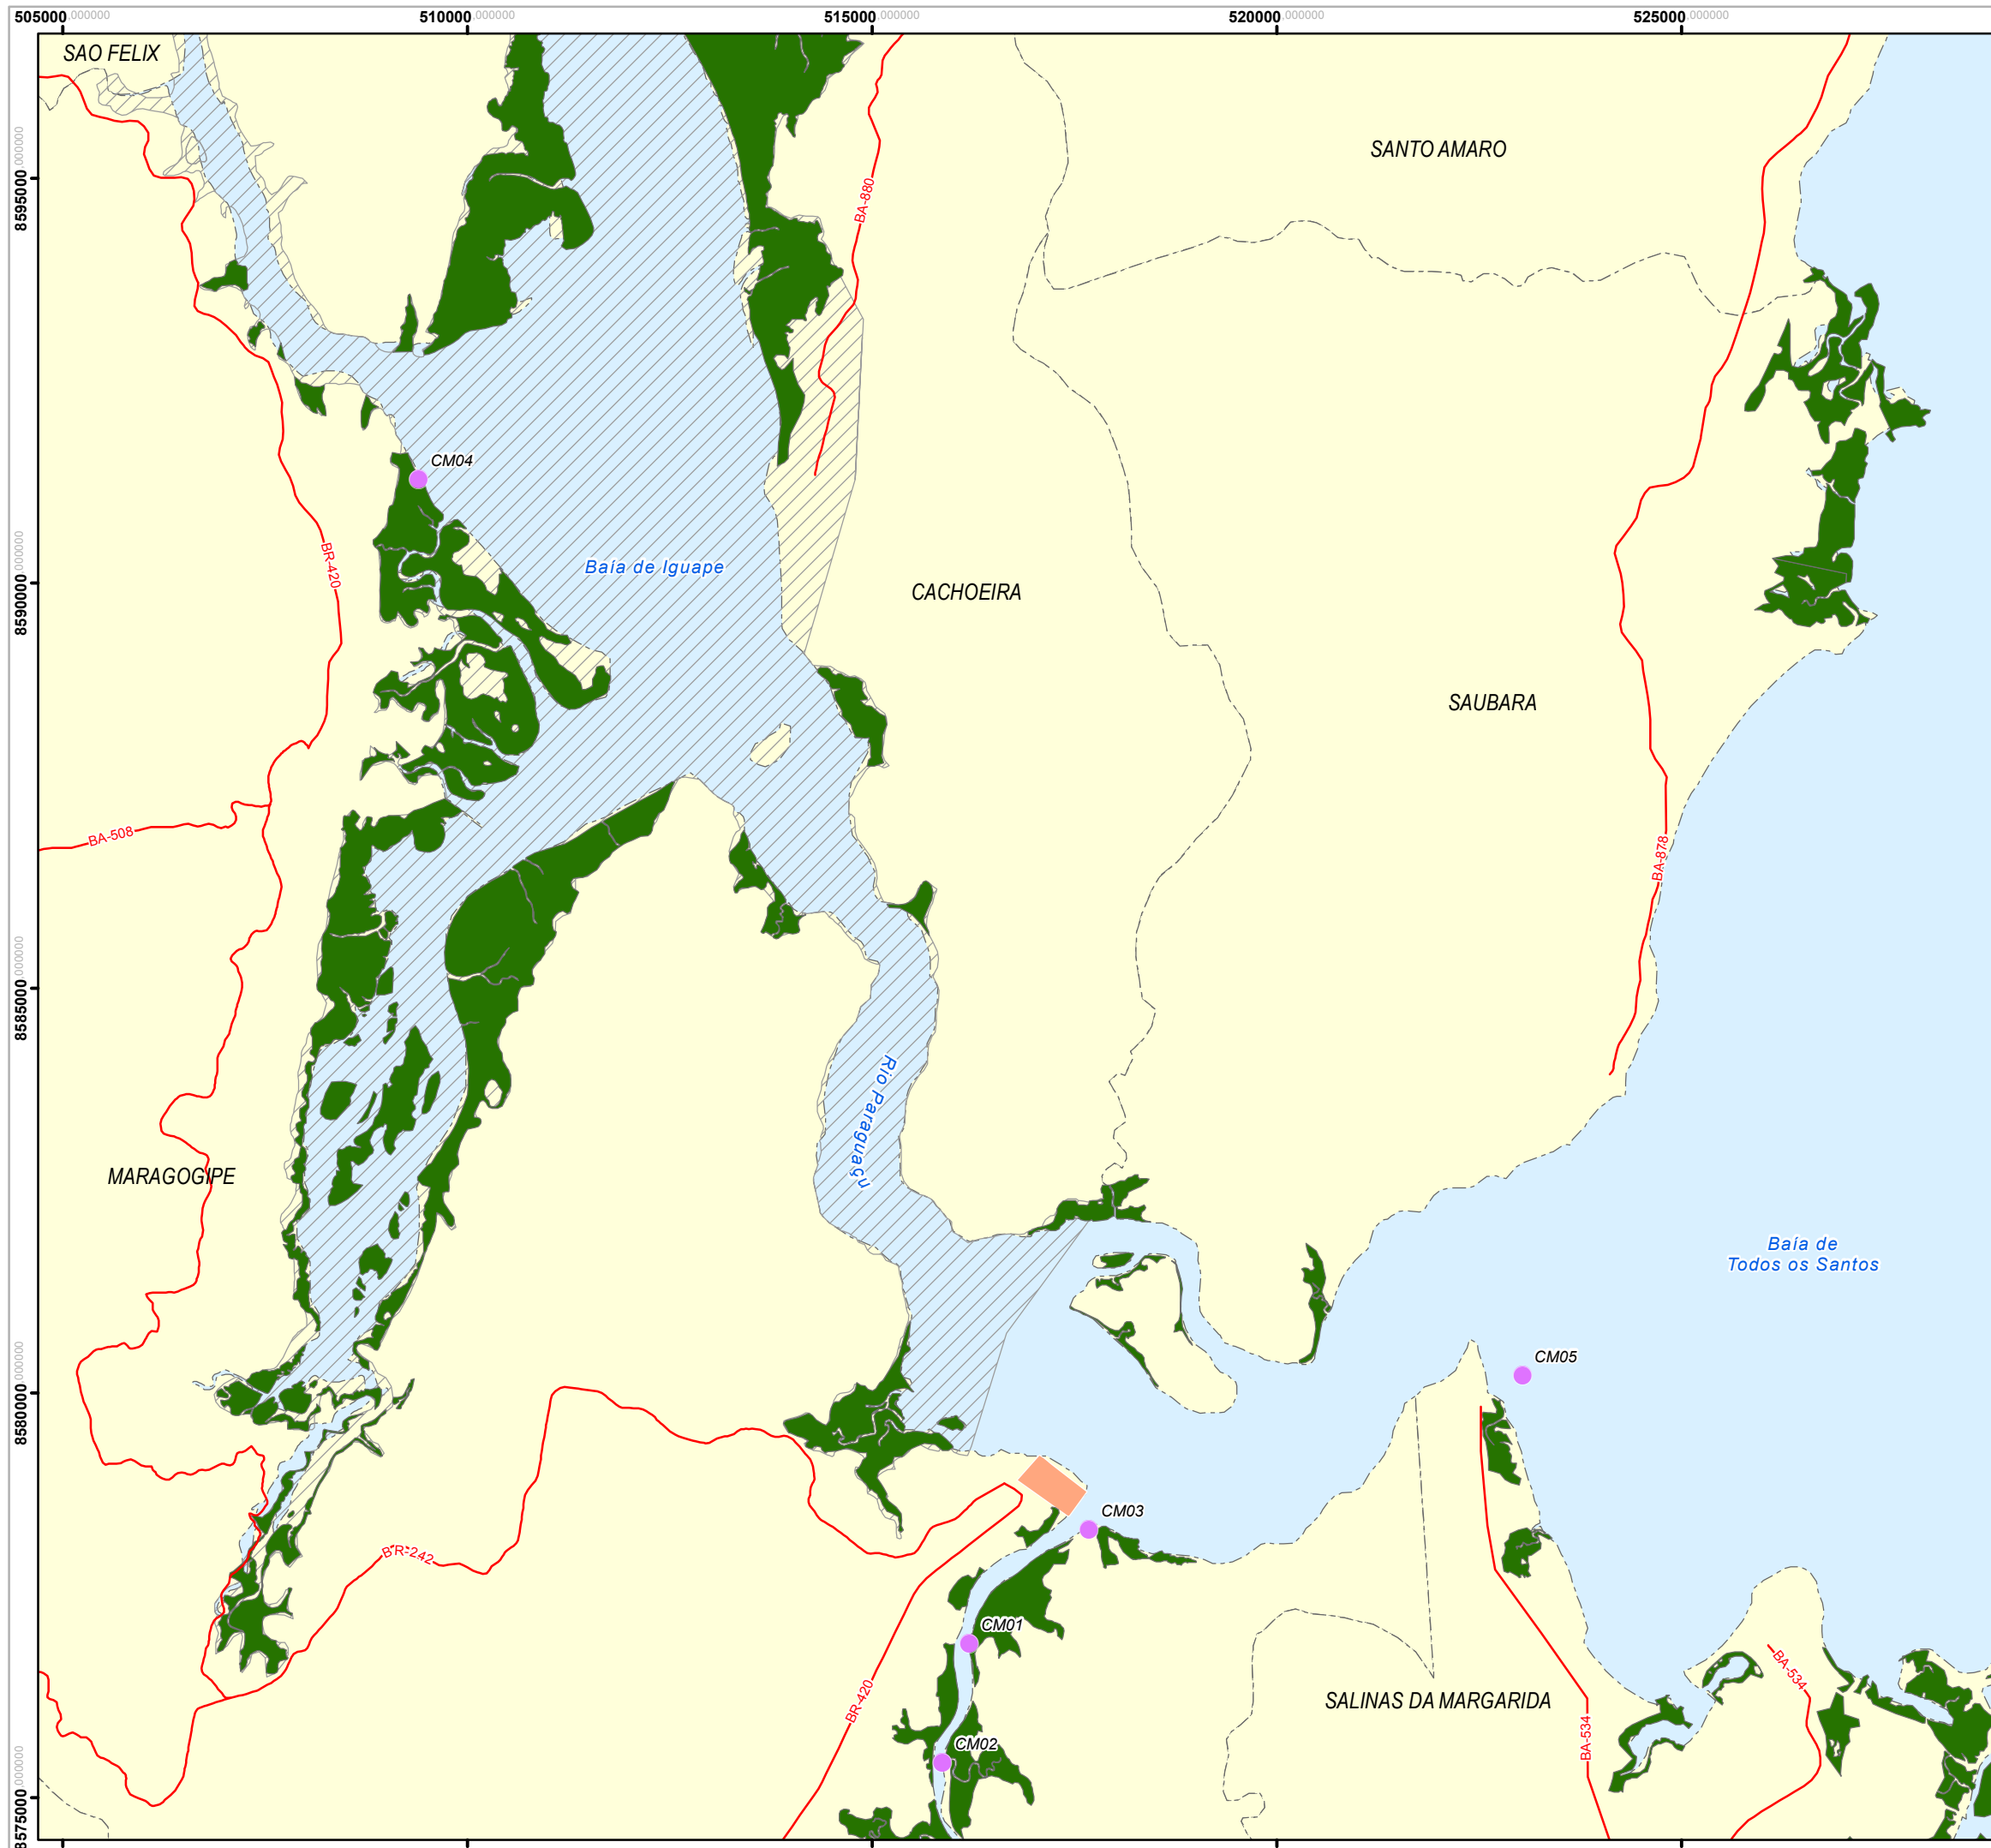 505000.000000
510000.000000
515000.000000
520000.000000
525000.000000
SAO FELIX
SANTO AMARO
8595000.000000
BA-880
CM04
BR-420
Baía de Iguape
8590000.000000
CACHOEIRA
SAUBARA
BA-508
BA-878
8585000.000000
Rio Paraguaçu
MARAGOGIPE
Baía de
Todos os Santos
CM05
8580000.000000
CM03
BR-242
CM01
BA-534
SALINAS DA MARGARIDA
BR-420
BA-534
CM02
8575000.000000